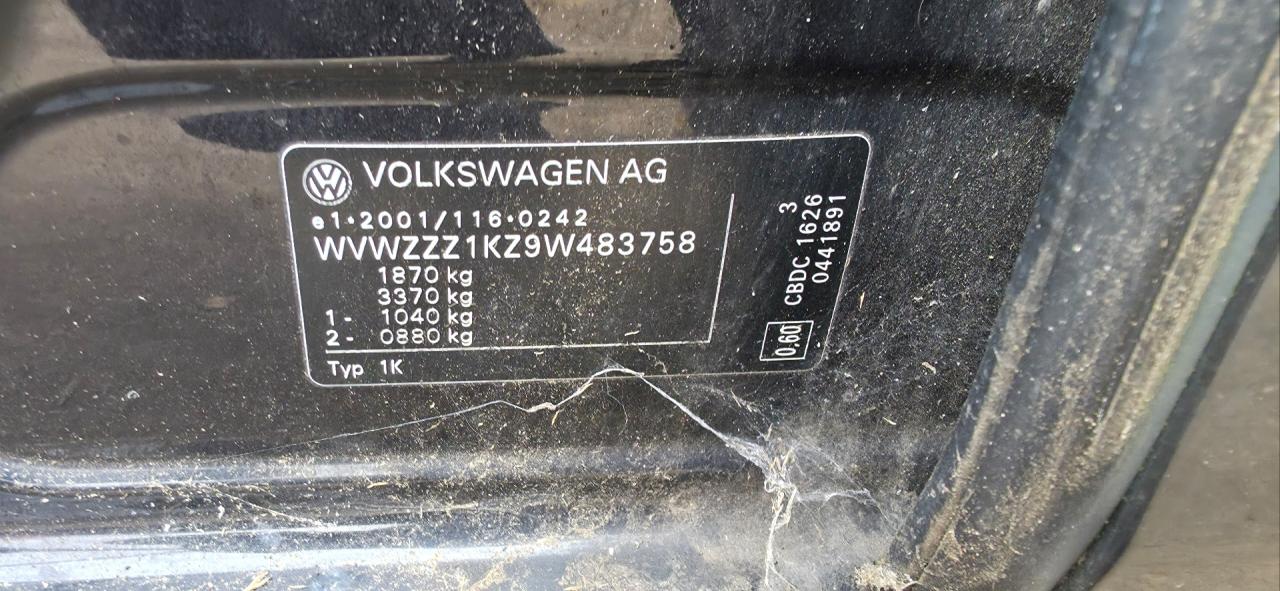 VOLKSWAGEN AG
e1*2001/116*0242
WVWZZZ1KZ9W483758
1870 kg
3370 kg
1- 1040 kg
2- 0880 kg
Typ 1K
3
CBDC 1626
0441891
0,60